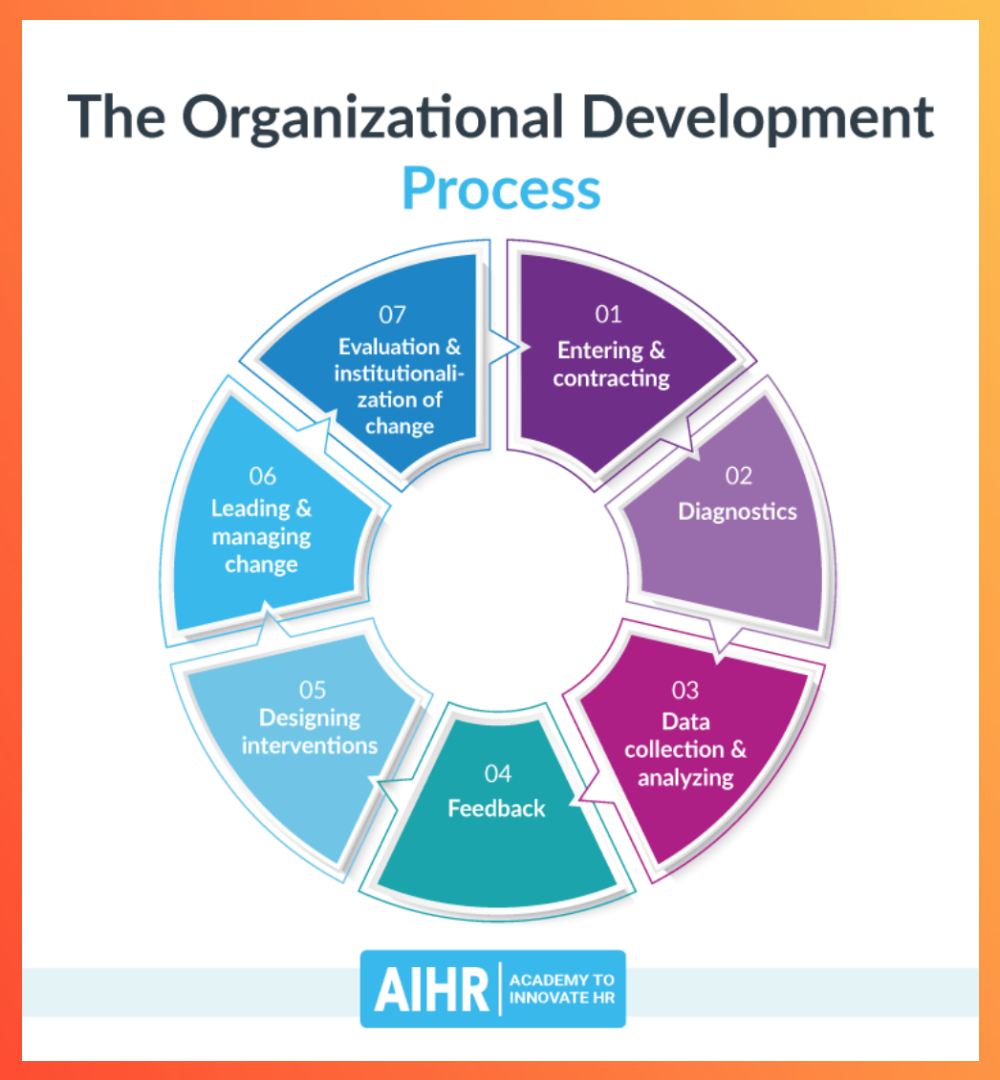 The Organizational Development
Process
01
Entering &
contracting
02
Diagnostics
03
Data
collection &
analyzing
04
Feedback
05
Designing
interventions
06
Leading &
managing
change
07
Evaluation &
institutionali-
zation of
change
AIHR
ACADEMY TO
INNOVATE HR